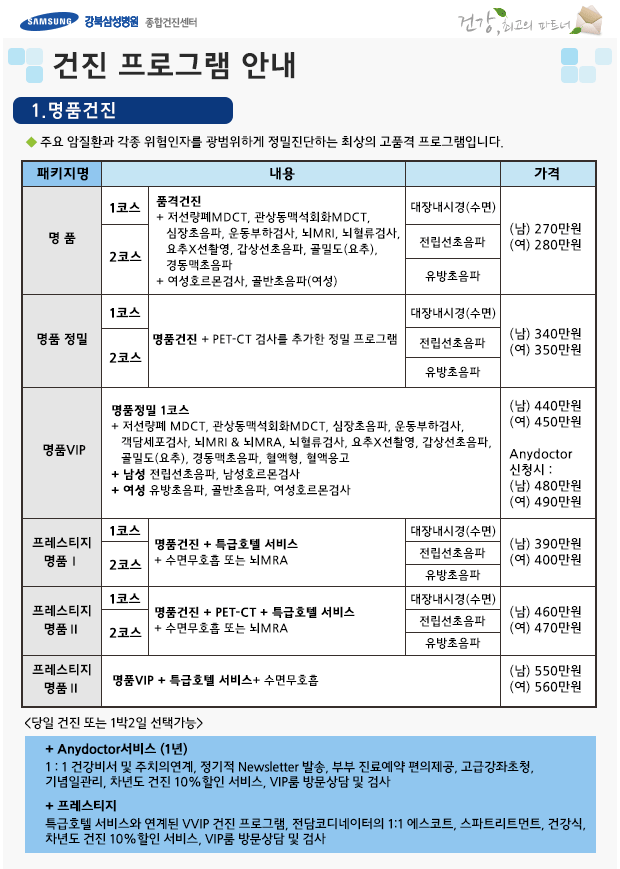 SAMSUNG 강북삼성병원 종합건진센터
건강, 최고의 파트너
건진 프로그램 안내
1.명품건진
◆ 주요 암질환과 각종 위험인자를 광범위하게 정밀진단하는 최상의 고품격 프로그램입니다.
패키지명 내용 가격
명 품
1코스
2코스
품격건진
+ 저선량폐MDCT, 관상동맥석회화MDCT,
심장초음파, 운동부하검사, 뇌MRI, 뇌혈류검사,
요추X선촬영, 갑상선초음파, 골밀도(요추),
경동맥초음파
+ 여성호르몬검사, 골반초음파(여성)
대장내시경(수면)
전립선초음파
유방초음파
(남) 270만원
(여) 280만원
명품 정밀
1코스
2코스
명품건진 + PET-CT 검사를 추가한 정밀 프로그램
대장내시경(수면)
전립선초음파
유방초음파
(남) 340만원
(여) 350만원
명품VIP
명품정밀 1코스
+ 저선량폐 MDCT, 관상동맥석회화MDCT, 심장초음파, 운동부하검사,
객담세포검사, 뇌MRI & 뇌MRA, 뇌혈류검사, 요추X선촬영, 갑상선초음파,
골밀도(요추), 경동맥초음파, 혈액형, 혈액응고
+ 남성 전립선초음파, 남성호르몬검사
+ 여성 유방초음파, 골반초음파, 여성호르몬검사
(남) 440만원
(여) 450만원
Anydoctor
신청시 :
(남) 480만원
(여) 490만원
프레스티지
명품 I
1코스
2코스
명품건진 + 특급호텔 서비스
+ 수면무호흡 또는 뇌MRA
대장내시경(수면)
전립선초음파
유방초음파
(남) 390만원
(여) 400만원
프레스티지
명품 II
1코스
2코스
명품건진 + PET-CT + 특급호텔 서비스
+ 수면무호흡 또는 뇌MRA
대장내시경(수면)
전립선초음파
유방초음파
(남) 460만원
(여) 470만원
프레스티지
명품 II
명품VIP + 특급호텔 서비스+ 수면무호흡
(남) 550만원
(여) 560만원
<당일 건진 또는 1박2일 선택가능>
+ Anydoctor서비스 (1년)
1 : 1 건강비서 및 주치의연계, 정기적 Newsletter 발송, 부부 진료예약 편의제공, 고급강좌초청,
기념일관리, 차년도 건진 10%할인 서비스, VIP룸 방문상담 및 검사
+ 프레스티지
특급호텔 서비스와 연계된 VVIP 건진 프로그램, 전담코디네이터의 1:1 에스코트, 스파트리트먼트, 건강식,
차년도 건진 10%할인 서비스, VIP룸 방문상담 및 검사